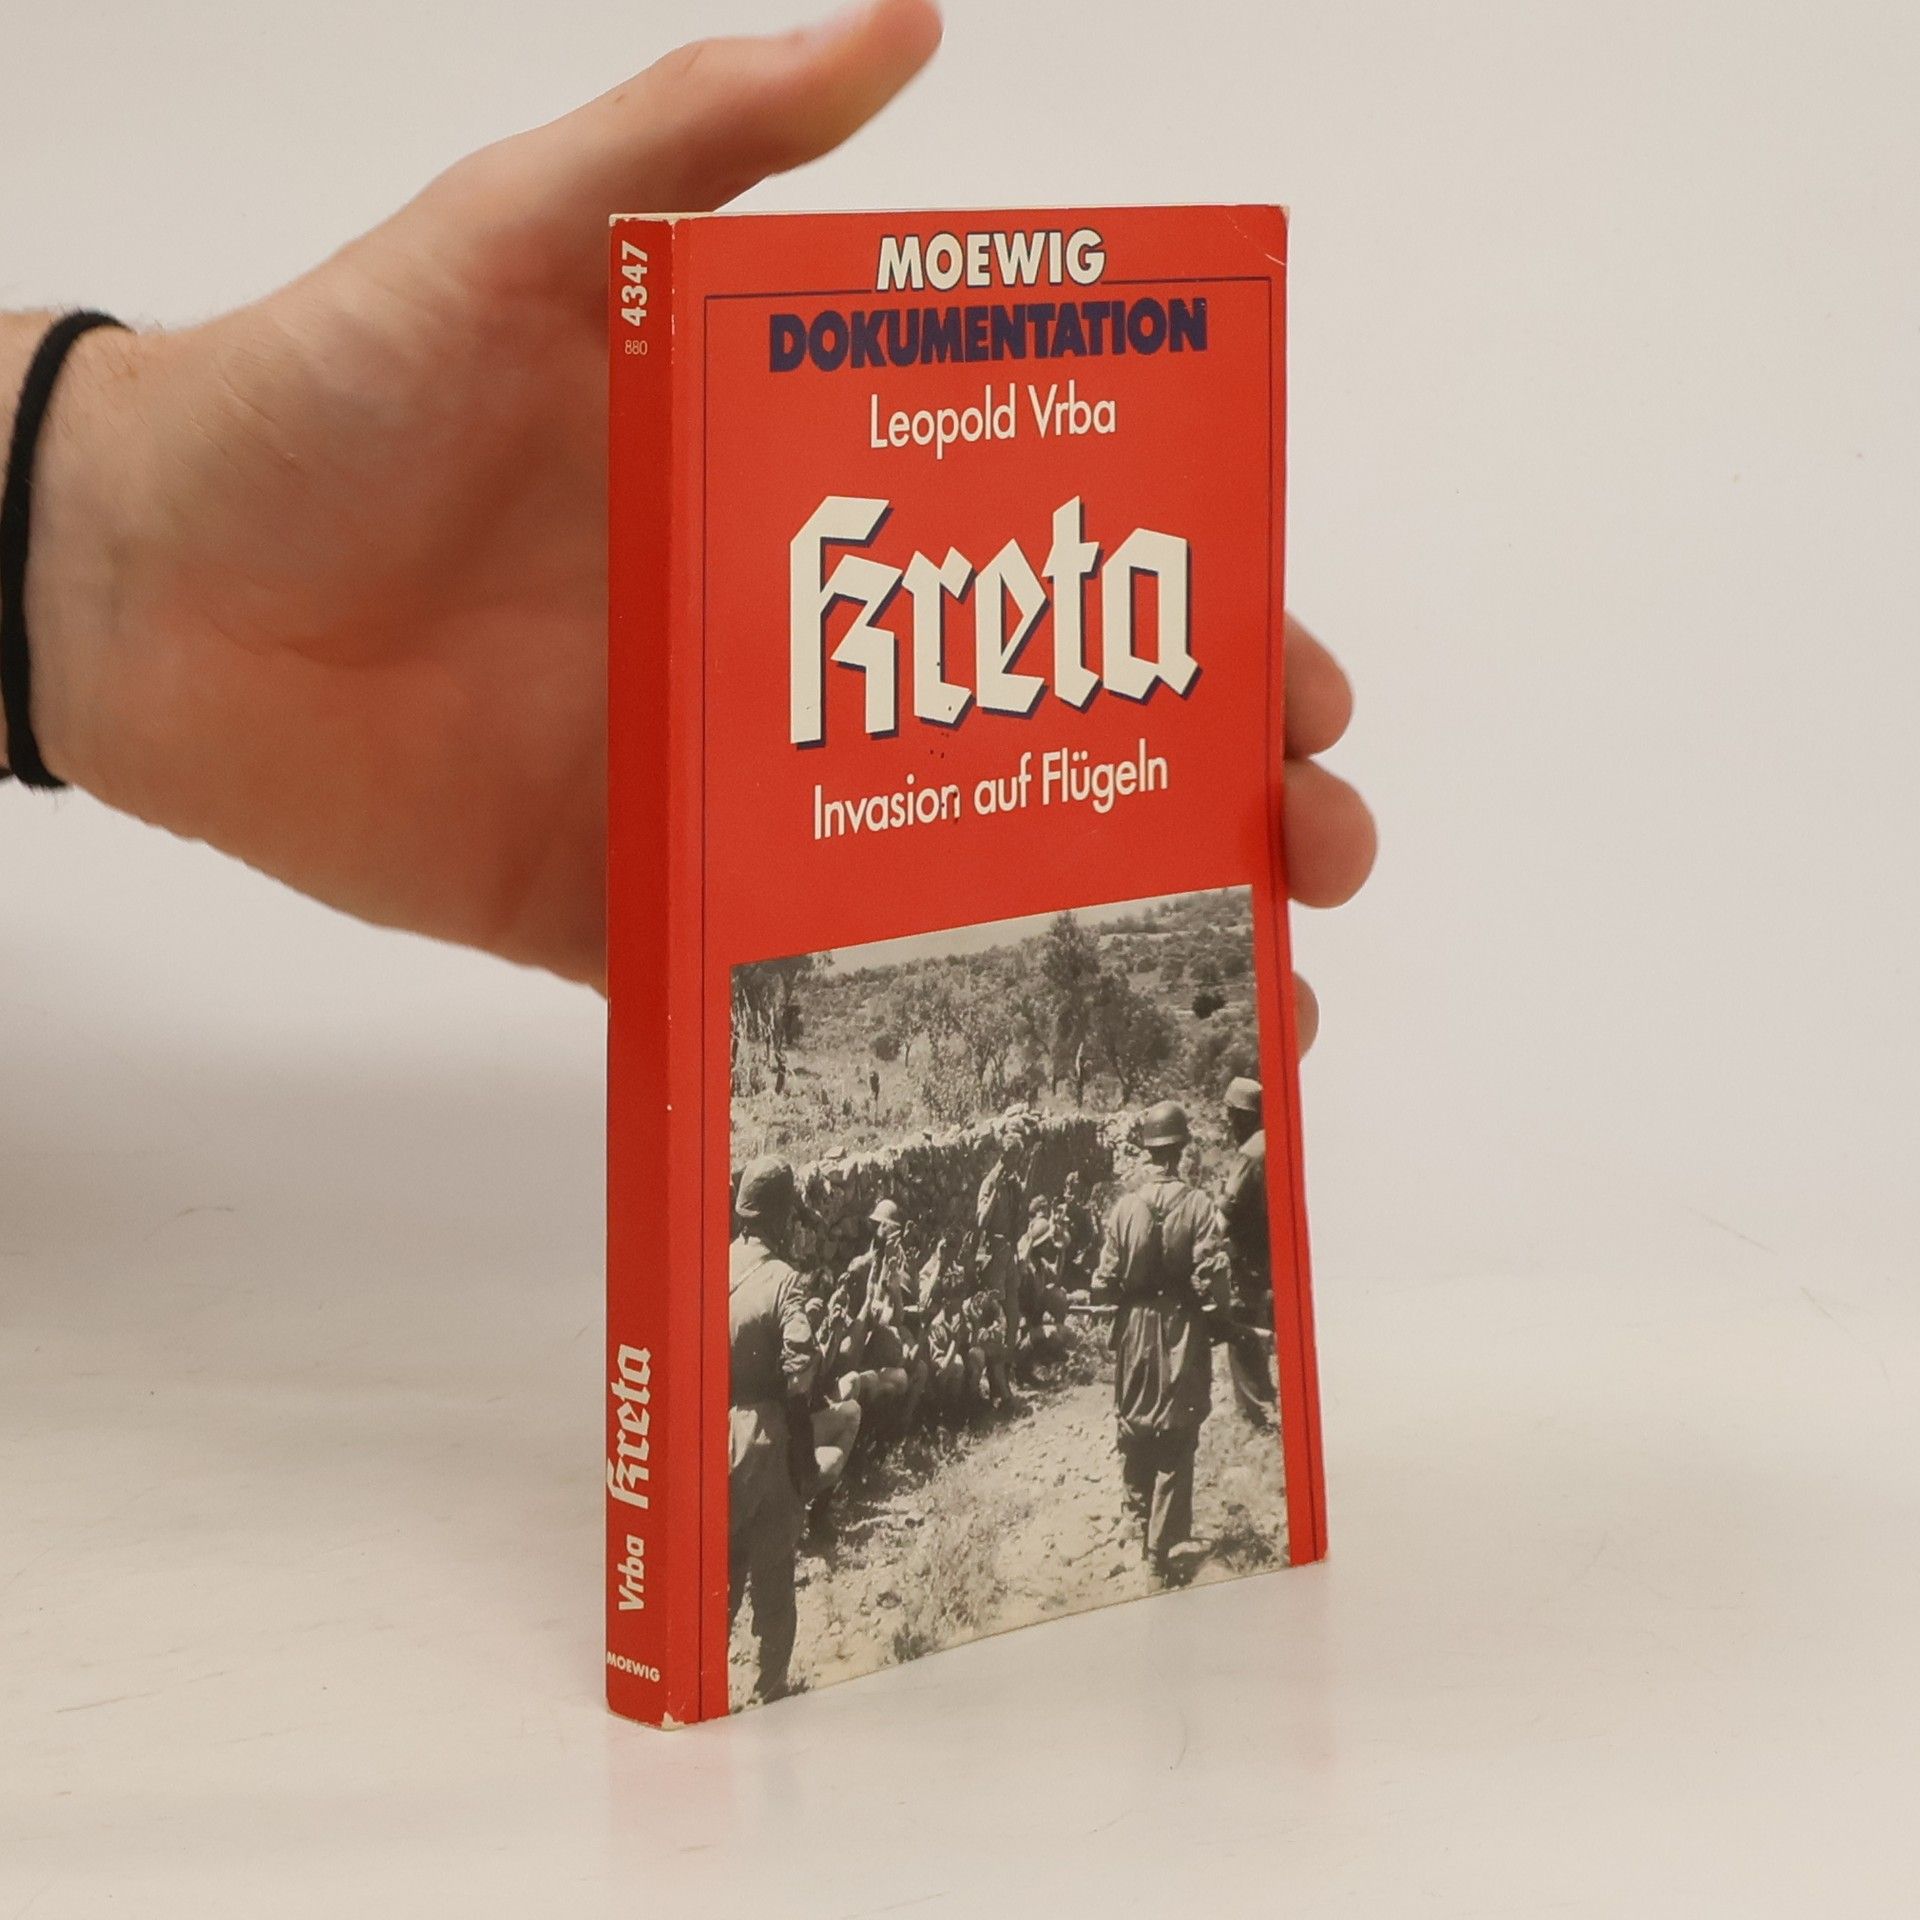 MOEWIG
DOKUMENTATION
Leopold Vrba
Kreta
Invasion auf Flügeln
4347
880
Vrba Kreta
MOEWIG